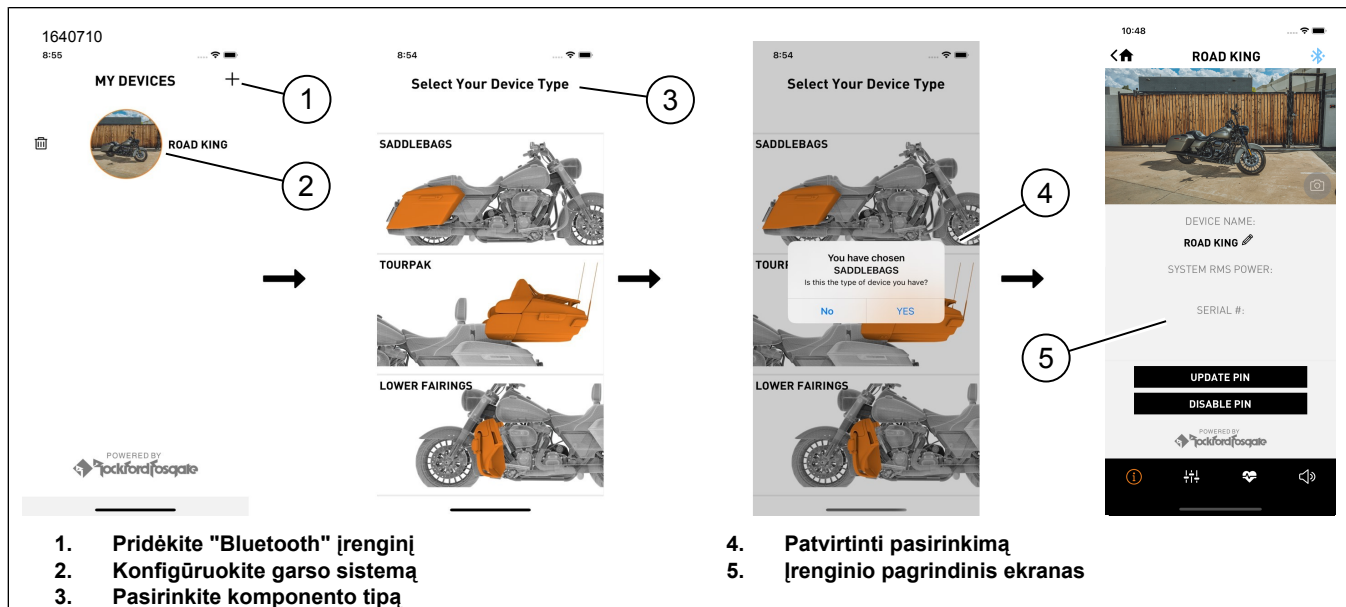 1640710
8:55
MY DEVICES
+
1
ROAD KING
2
POWERED BY
Rockford Fosgate
8:54
Select Your Device Type
3
SADDLEBAGS
TOURPAK
LOWER FAIRINGS
8:54
Select Your Device Type
SADDLEBAGS
4
You have chosen
SADDLEBAGS
Is this the type of device you have?
No YES
TOURP
LOWER FAIRINGS
10:48
ROAD KING
DEVICE NAME:
ROAD KING
SYSTEM RMS POWER:
SERIAL #:
5
UPDATE PIN
DISABLE PIN
POWERED BY
Rockford Fosgate
1. Pridėkite "Bluetooth" įrenginį
2. Konfigūruokite garso sistemą
3. Pasirinkite komponento tipą
4. Patvirtinti pasirinkimą
5. Įrenginio pagrindinis ekranas